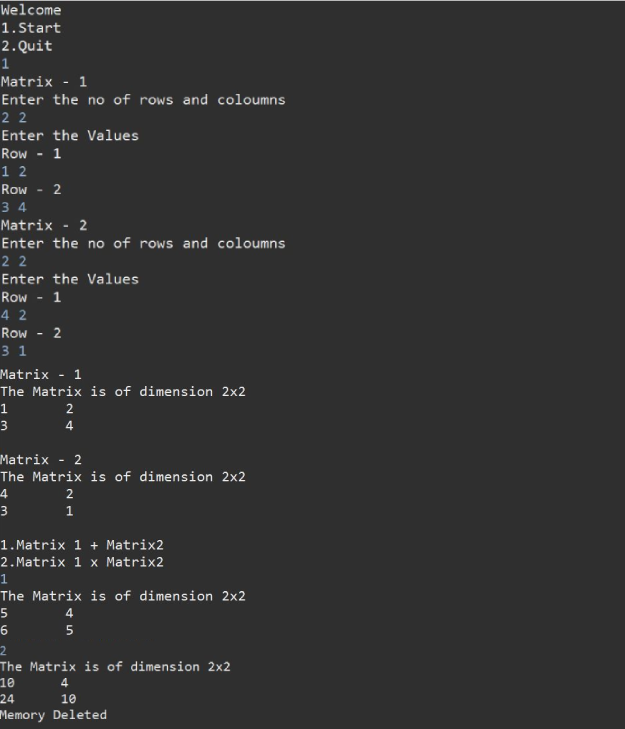 Welcome
1.Start
2.Quit
1
Matrix - 1
Enter the no of rows and coloumns
2 2
Enter the Values
Row - 1
1 2
Row - 2
3 4
Matrix - 2
Enter the no of rows and coloumns
2 2
Enter the Values
Row - 1
4 2
Row - 2
3 1
Matrix - 1
The Matrix is of dimension 2x2
1 2
3 4
Matrix - 2
The Matrix is of dimension 2x2
4 2
3 1
1.Matrix 1 + Matrix2
2.Matrix 1 x Matrix2
1
The Matrix is of dimension 2x2
5 4
6 5
2
The Matrix is of dimension 2x2
10 4
24 10
Memory Deleted